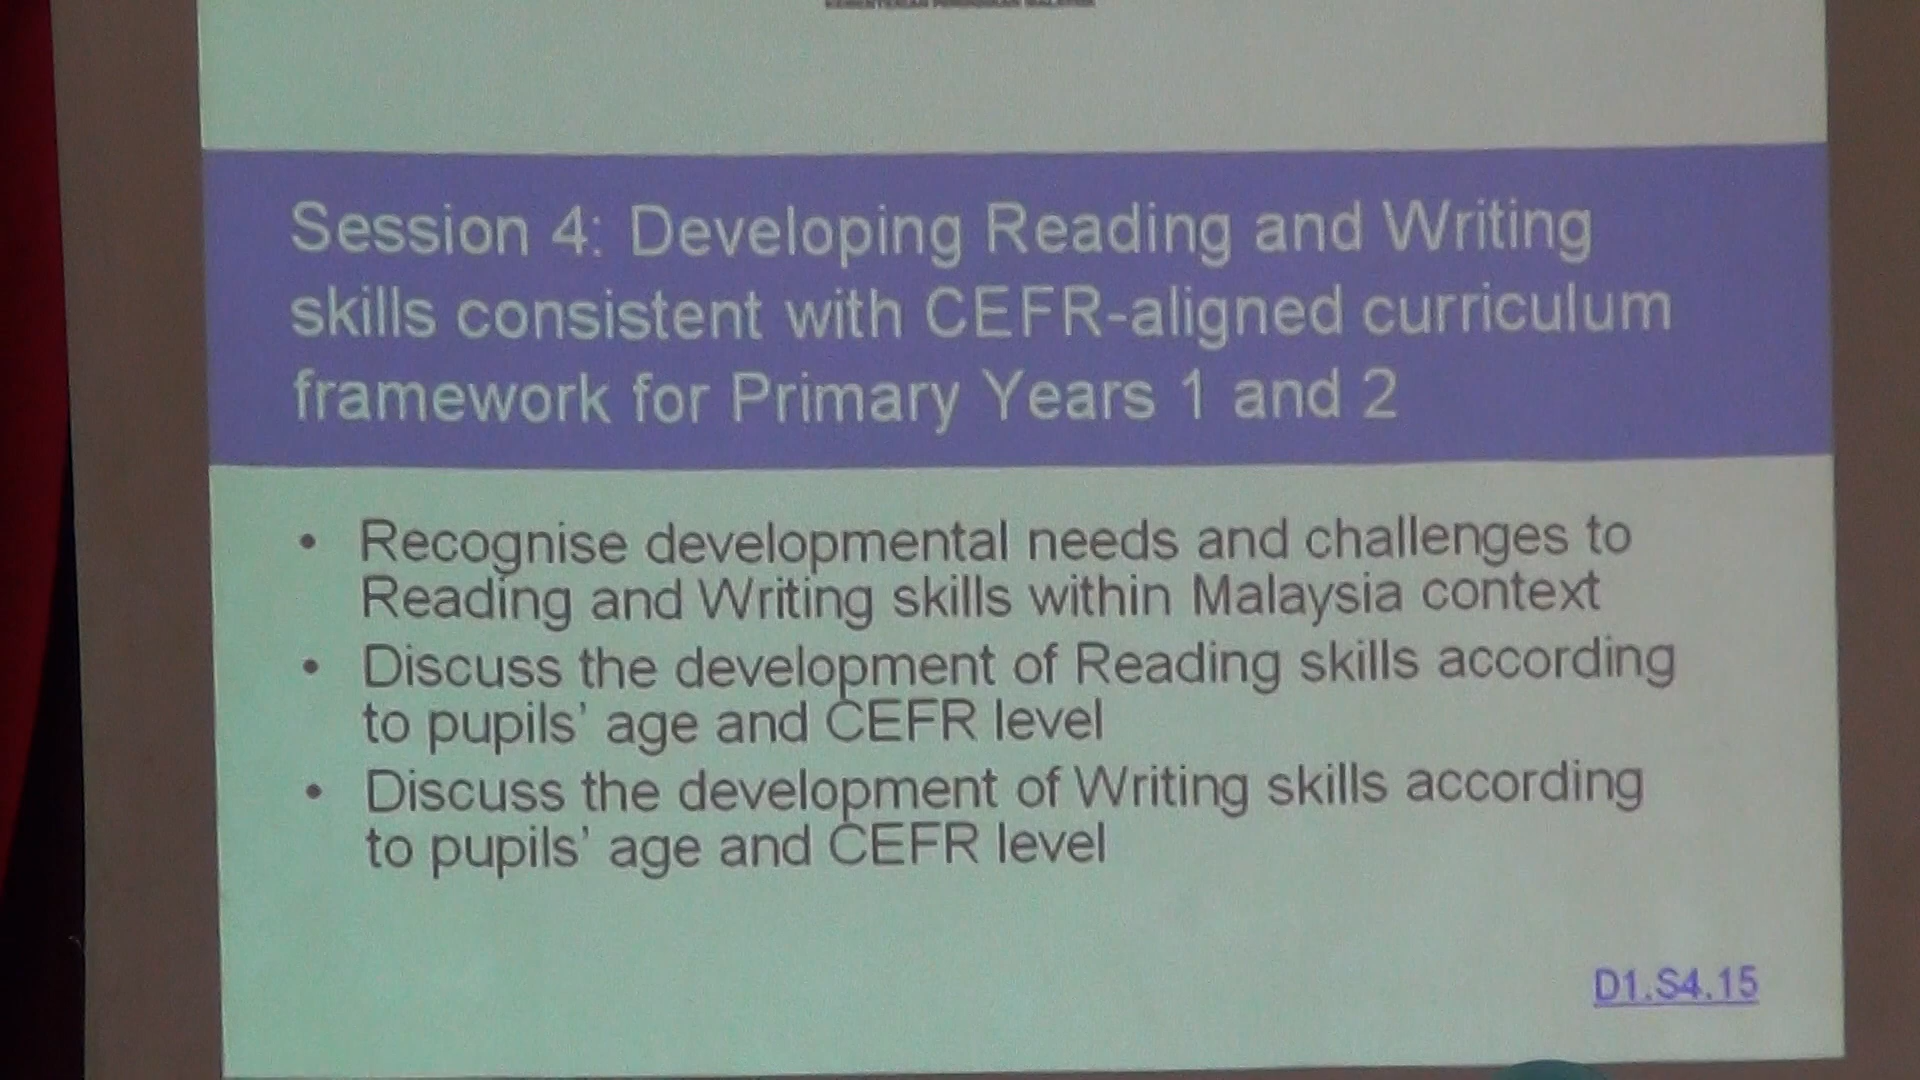 Session 4: Developing Reading and Writing
skills consistent with CEFR-aligned curriculum
framework for Primary Years 1 and 2
• Recognise developmental needs and challenges to
Reading and Writing skills within Malaysia context
• Discuss the development of Reading skills according
to pupils’ age and CEFR level
• Discuss the development of Writing skills according
to pupils’ age and CEFR level
D1.S4.15